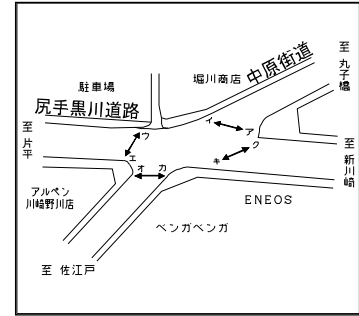 至 丸子橋
中原街道
堀川商店
駐車場
尻手黒川道路
至 片平
イ
ア
ウ
ク
エ
キ
オ
カ
至 新川崎
アルペン
川崎野川店
ENEOS
ベンガベンガ
至 佐江戸